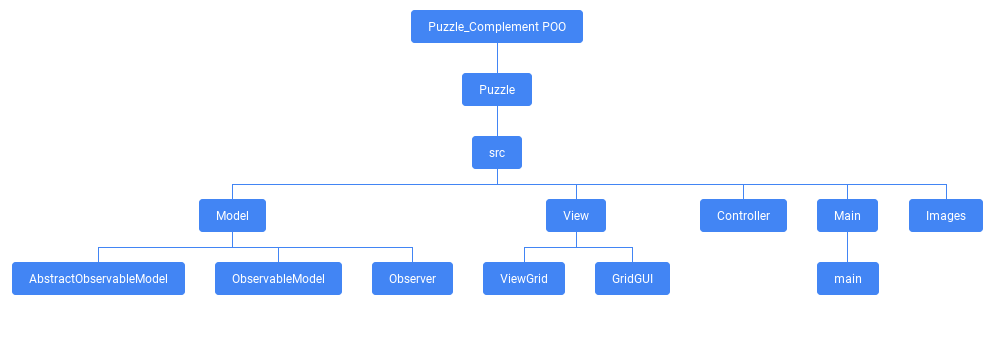 Puzzle_Complement POO
Puzzle
src
Model
View
Controller
Main
Images
AbstractObservableModel
ObservableModel
Observer
ViewGrid
GridGUI
main